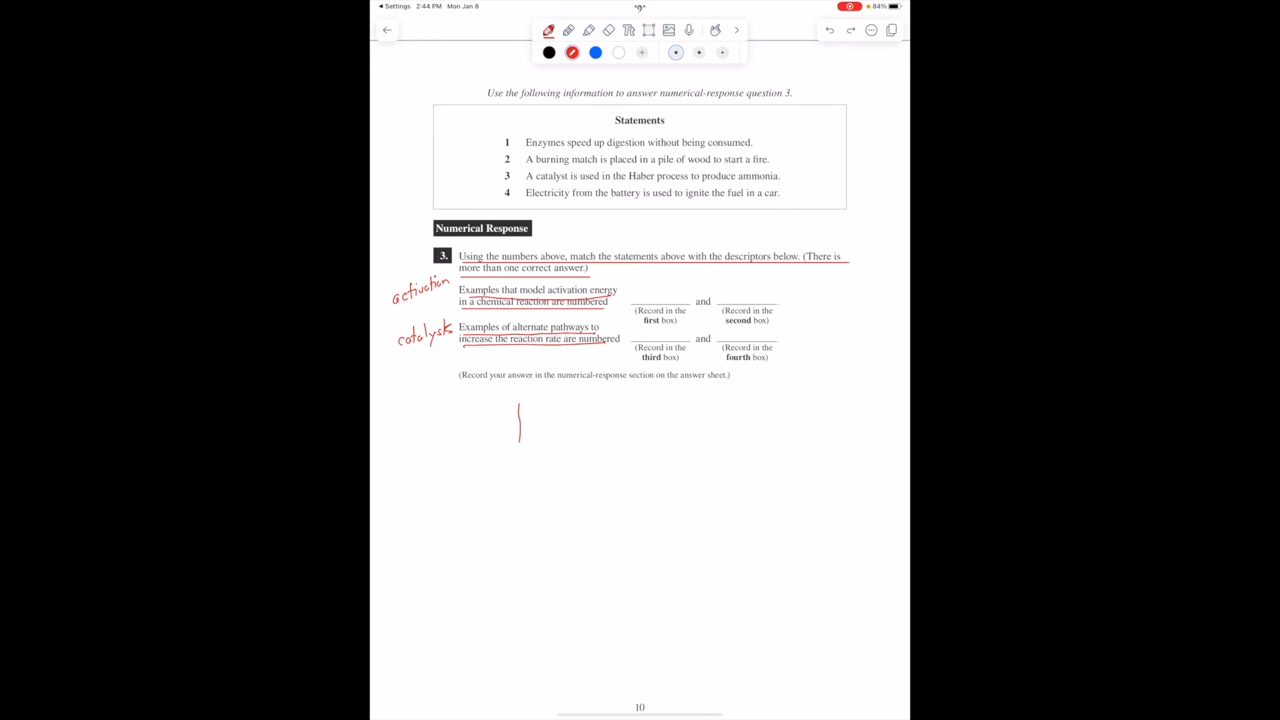 ◄ Settings 2:44 PM Mon Jan 8
"9"
84%
Use the following information to answer numerical-response question 3.
Statements
1 Enzymes speed up digestion without being consumed.
2 A burning match is placed in a pile of wood to start a fire.
3 A catalyst is used in the Haber process to produce ammonia.
4 Electricity from the battery is used to ignite the fuel in a car.
Numerical Response
3. Using the numbers above, match the statements above with the descriptors below. (There is
more than one correct answer.)
activation
Examples that model activation energy
in a chemical reaction are numbered ________ and ________.
(Record in the (Record in the
first box) second box)
catalysts
Examples of alternate pathways to
increase the reaction rate are numbered ________ and ________.
(Record in the (Record in the
third box) fourth box)
(Record your answer in the numerical-response section on the answer sheet.)
10